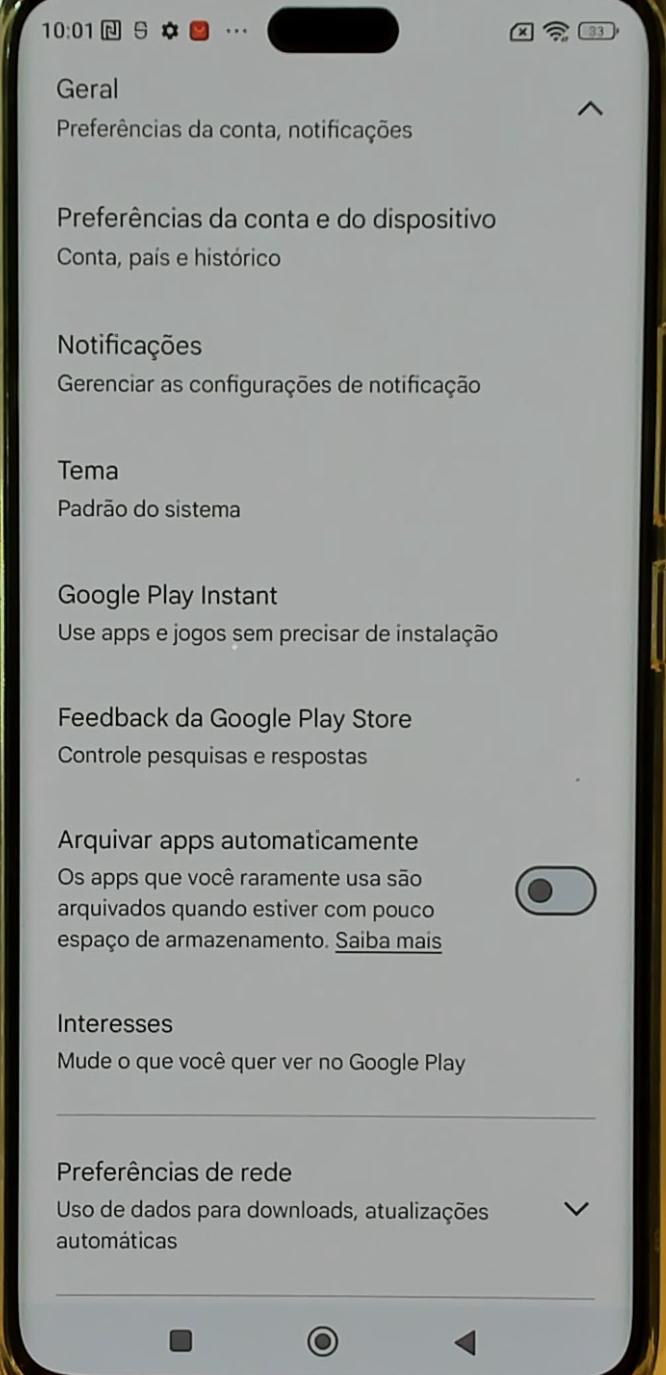 10:01
33
Geral
Preferências da conta, notificações
Preferências da conta e do dispositivo
Conta, país e histórico
Notificações
Gerenciar as configurações de notificação
Tema
Padrão do sistema
Google Play Instant
Use apps e jogos sem precisar de instalação
Feedback da Google Play Store
Controle pesquisas e respostas
Arquivar apps automaticamente
Os apps que você raramente usa são
arquivados quando estiver com pouco
espaço de armazenamento. Saiba mais
Interesses
Mude o que você quer ver no Google Play
Preferências de rede
Uso de dados para downloads, atualizações
automáticas